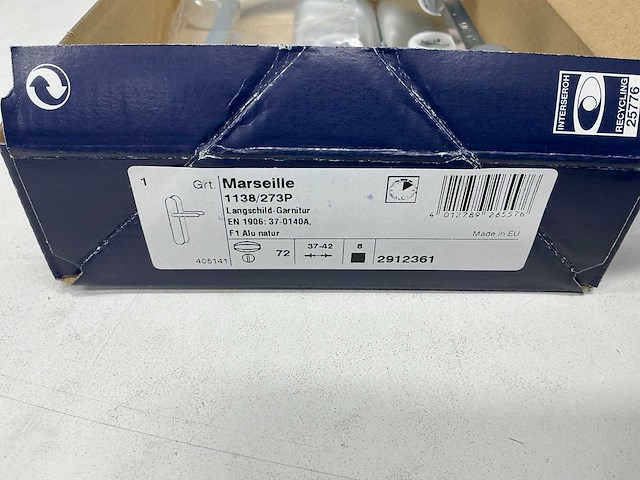 INTERSEROH
RECYCLING
25776
1 Grt. Marseille
1138/273P
Langschild-Garnitur
EN 1906: 37-0140A,
F1 Alu natur
4 012789 265576
Made in EU
405141 72 37-42 8 2912361